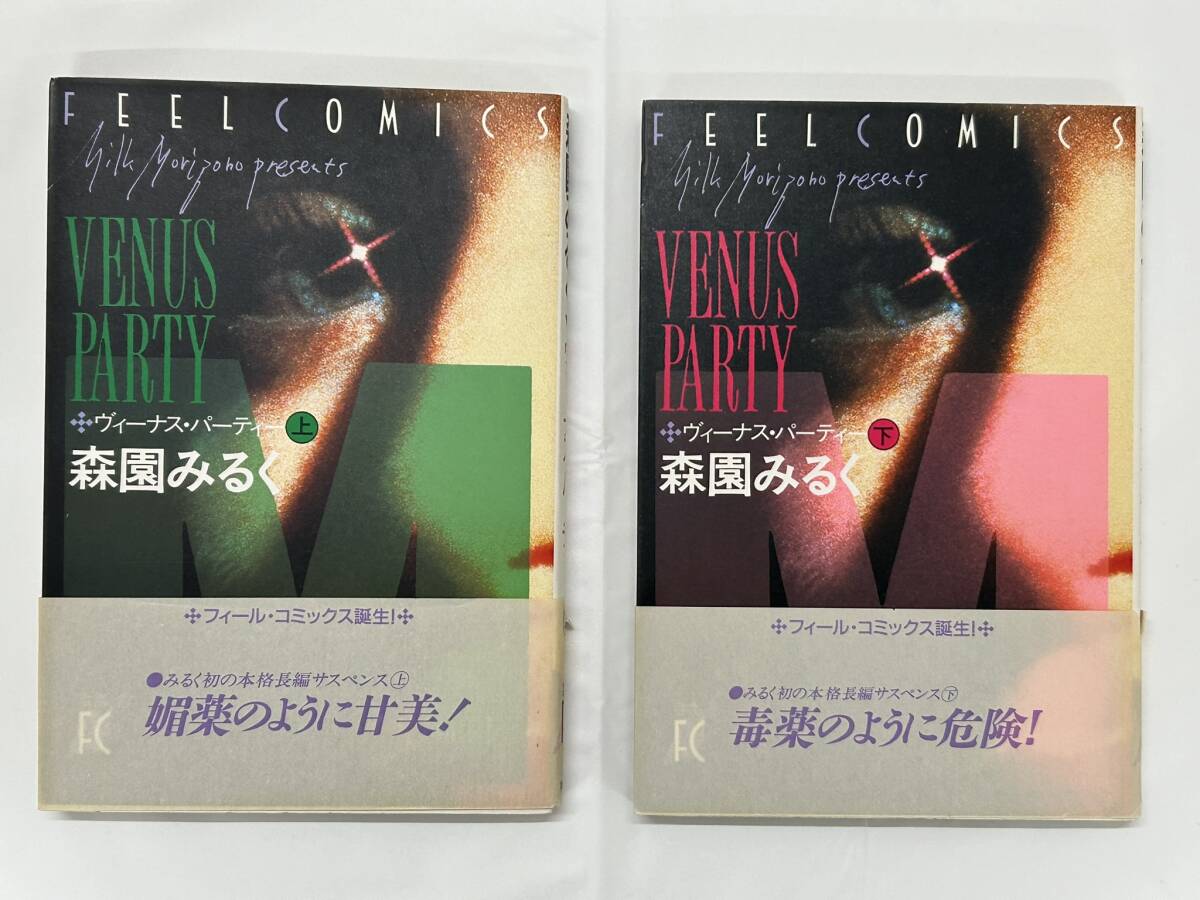 FEEL COMICS
Milk Morizono presents
VENUS
PARTY
ヴィーナス・パーティー 上
森園みるく
フィール・コミックス誕生!
●みるく初の本格長編サスペンス上
媚薬のように甘美!
FC
FEEL COMICS
Milk Morizono presents
VENUS
PARTY
ヴィーナス・パーティー 下
森園みるく
フィール・コミックス誕生!
●みるく初の本格長編サスペンス下
毒薬のように危険!
FC